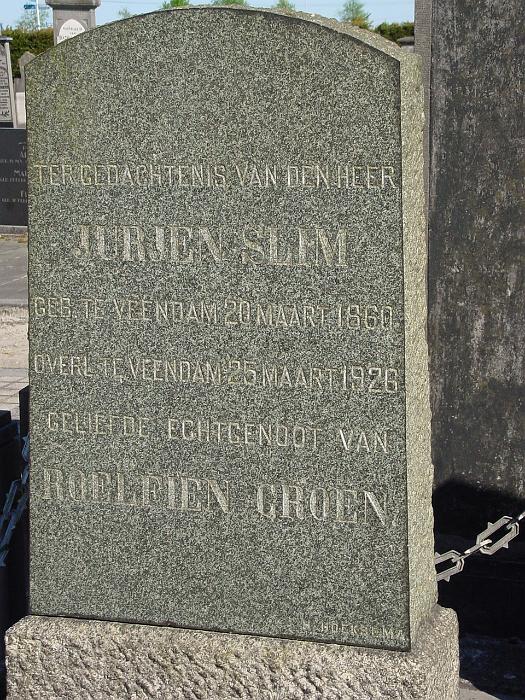 TER GEDACHTENIS VAN DEN HEER
JURJEN SLIM
GEB. TE VEENDAM 20 MAART 1860
OVERL. TE VEENDAM 25 MAART 1926
GELIEFDE ECHTGENOOT VAN
ROELFIEN GROEN.
H. HOEKSEMA